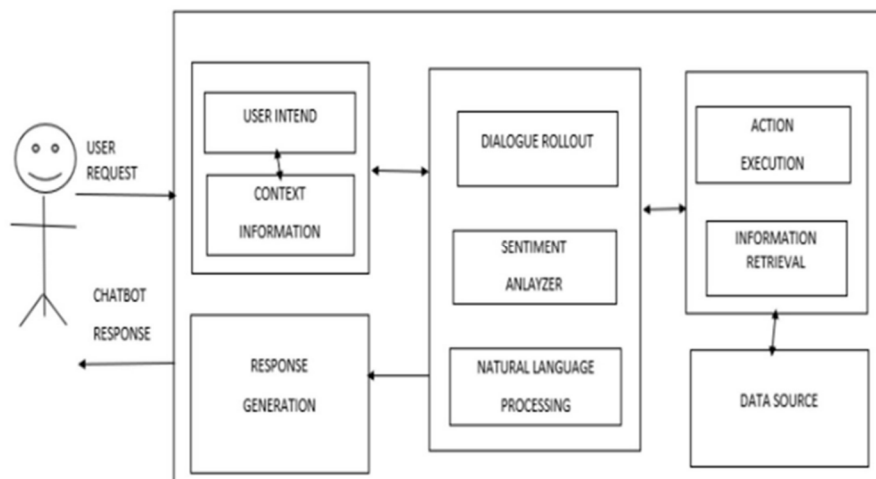 USER
REQUEST
CHATBOT
RESPONSE
USER INTEND
CONTEXT
INFORMATION
RESPONSE
GENERATION
DIALOGUE ROLLOUT
SENTIMENT
ANLAYZER
NATURAL LANGUAGE
PROCESSING
ACTION
EXECUTION
INFORMATION
RETRIEVAL
DATA SOURCE